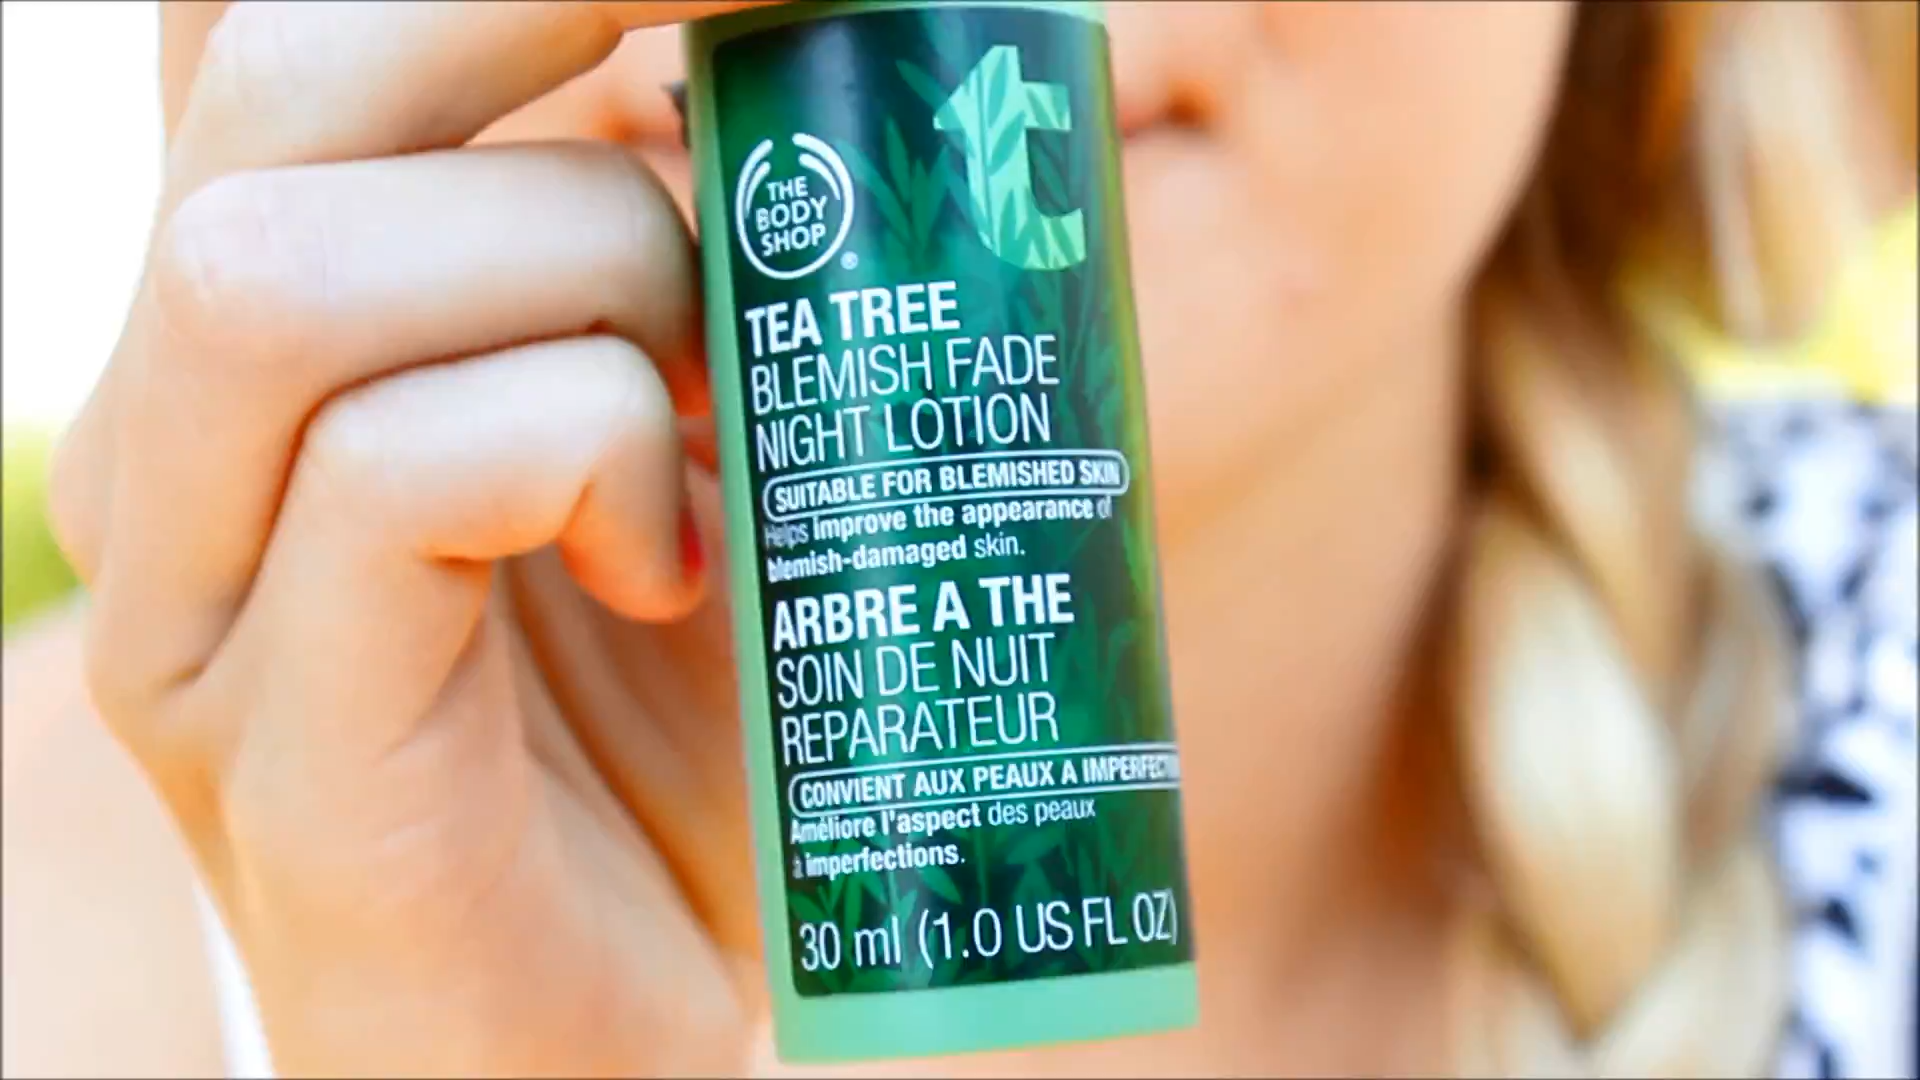 t
THE
BODY
SHOP
®
TEA TREE
BLEMISH FADE
NIGHT LOTION
SUITABLE FOR BLEMISHED SKIN
Helps improve the appearance of
blemish-damaged skin.
ARBRE A THE
SOIN DE NUIT
REPARATEUR
CONVIENT AUX PEAUX A
Améliore l'aspect des peaux
à imperfections.
30 ml (1.0 US FL OZ)